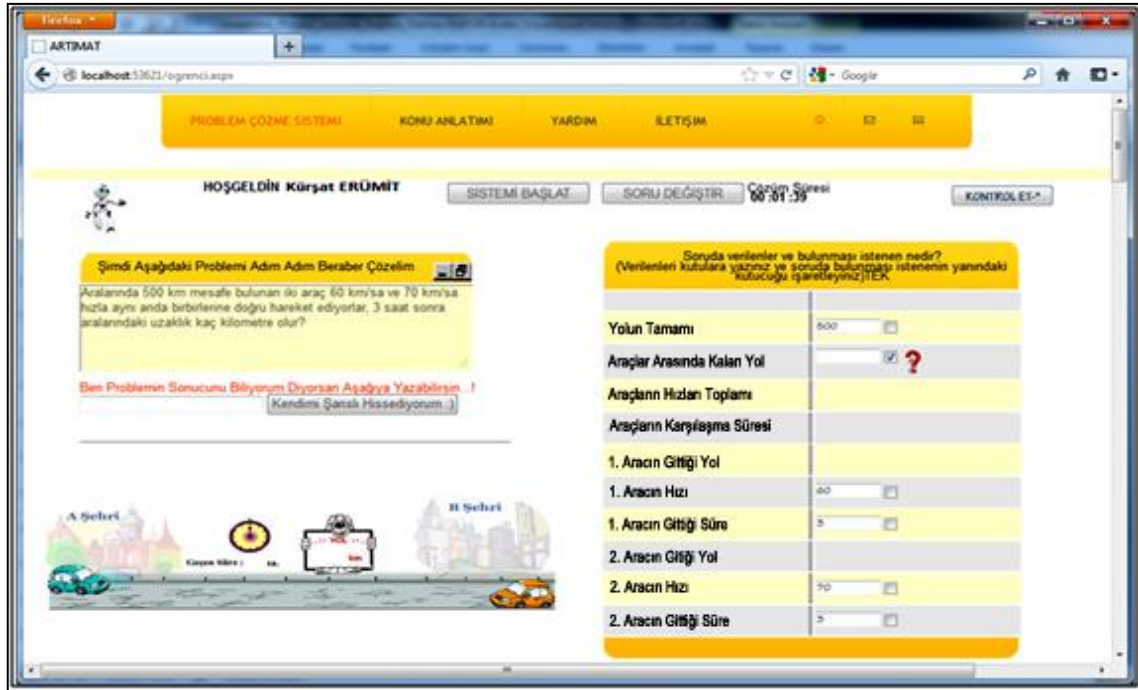 Firefox
ARTIMAT
+
localhost:53621/ogrenci.aspx
Google
PROBLEM ÇÖZME SİSTEMİ KONU ANLATIMI YARDIM İLETİŞİM
HOŞGELDİN Kürşat ERÜMİT
SİSTEMİ BAŞLAT
SORU DEĞİŞTİR
Çözüm Süresi
00 :01 :39
KONTROL ET->
Şimdi Aşağıdaki Problemi Adım Adım Beraber Çözelim
Aralarında 500 km mesafe bulunan iki araç 60 km/sa ve 70 km/sa
hızla aynı anda birbirlerine doğru hareket ediyorlar, 3 saat sonra
aralarındaki uzaklık kaç kilometre olur?
Ben Problemin Sonucunu Biliyorum Diyorsan Aşağıya Yazabilirsin...!
Kendimi Şanslı Hissediyorum :)
A Şehri
B Şehri
YOL
km
Geçen Süre : sa.
Soruda verilenler ve bulunması istenen nedir?
(Verilenleri kutulara yazınız ve soruda bulunması istenenin yanındaki
kutucuğu işaretleyiniz)TEK
Yolun Tamamı 500
Araçlar Arasında Kalan Yol ?
Araçların Hızları Toplamı
Araçların Karşılaşma Süresi
1. Aracın Gittiği Yol
1. Aracın Hızı 60
1. Aracın Gittiği Süre 3
2. Aracın Gitiği Yol
2. Aracın Hızı 70
2. Aracın Gittiği Süre 3